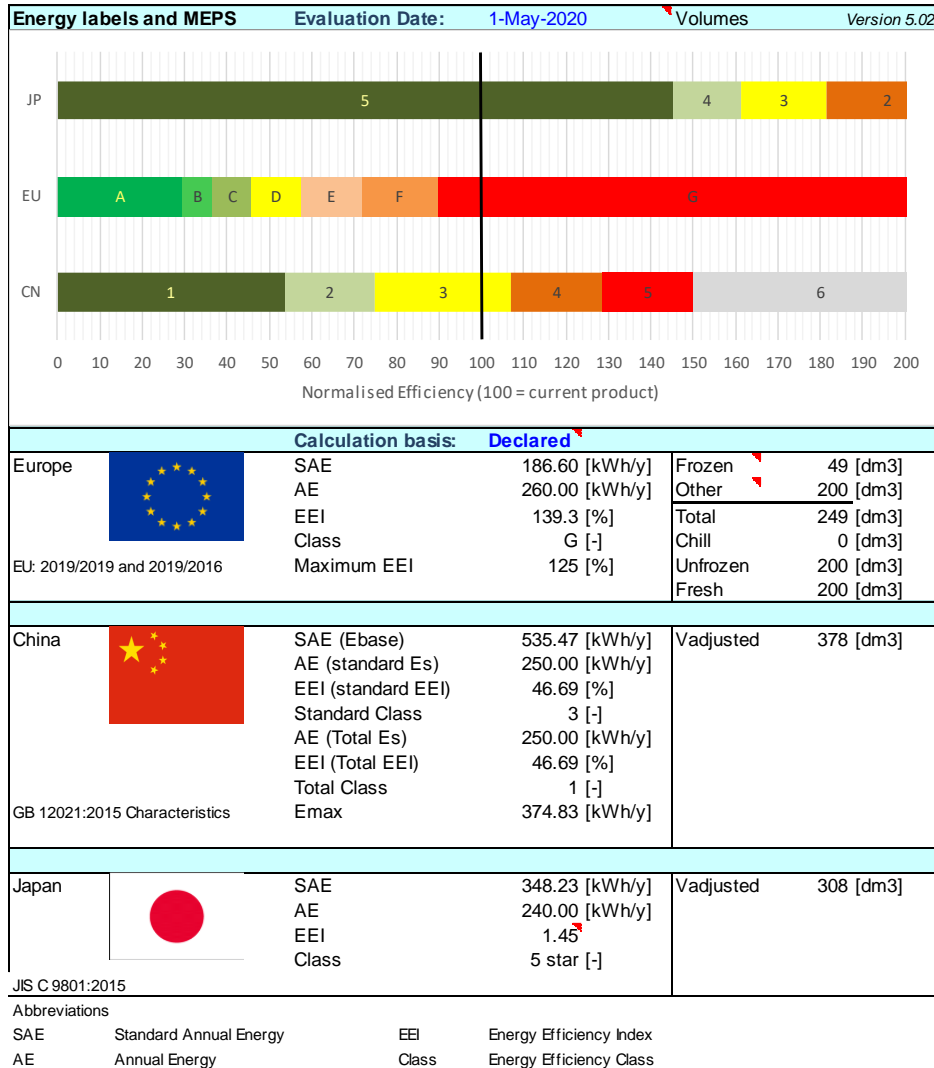 Energy labels and MEPS Evaluation Date: 1-May-2020 Volumes Version 5.02
JP 5 4 3 2
EU A B C D E F G
CN 1 2 3 4 5 6
0 10 20 30 40 50 60 70 80 90 100 110 120 130 140 150 160 170 180 190 200
Normalised Efficiency (100 = current product)
Calculation basis: Declared
Europe SAE 186.60 [kWh/y] Frozen 49 [dm3]
AE 260.00 [kWh/y] Other 200 [dm3]
EEI 139.3 [%] Total 249 [dm3]
Class G [-] Chill 0 [dm3]
EU: 2019/2019 and 2019/2016 Maximum EEI 125 [%] Unfrozen 200 [dm3]
Fresh 200 [dm3]
China SAE (Ebase) 535.47 [kWh/y] Vadjusted 378 [dm3]
AE (standard Es) 250.00 [kWh/y]
EEI (standard EEI) 46.69 [%]
Standard Class 3 [-]
AE (Total Es) 250.00 [kWh/y]
EEI (Total EEI) 46.69 [%]
Total Class 1 [-]
GB 12021:2015 Characteristics Emax 374.83 [kWh/y]
Japan SAE 348.23 [kWh/y] Vadjusted 308 [dm3]
AE 240.00 [kWh/y]
EEI 1.45
Class 5 star [-]
JIS C 9801:2015
Abbreviations
SAE Standard Annual Energy EEI Energy Efficiency Index
AE Annual Energy Class Energy Efficiency Class